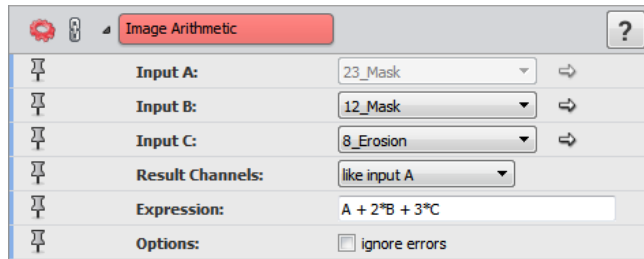 Image Arithmetic ?
Input A: 23_Mask
Input B: 12_Mask
Input C: 8_Erosion
Result Channels: like input A
Expression: A + 2*B + 3*C
Options: ignore errors